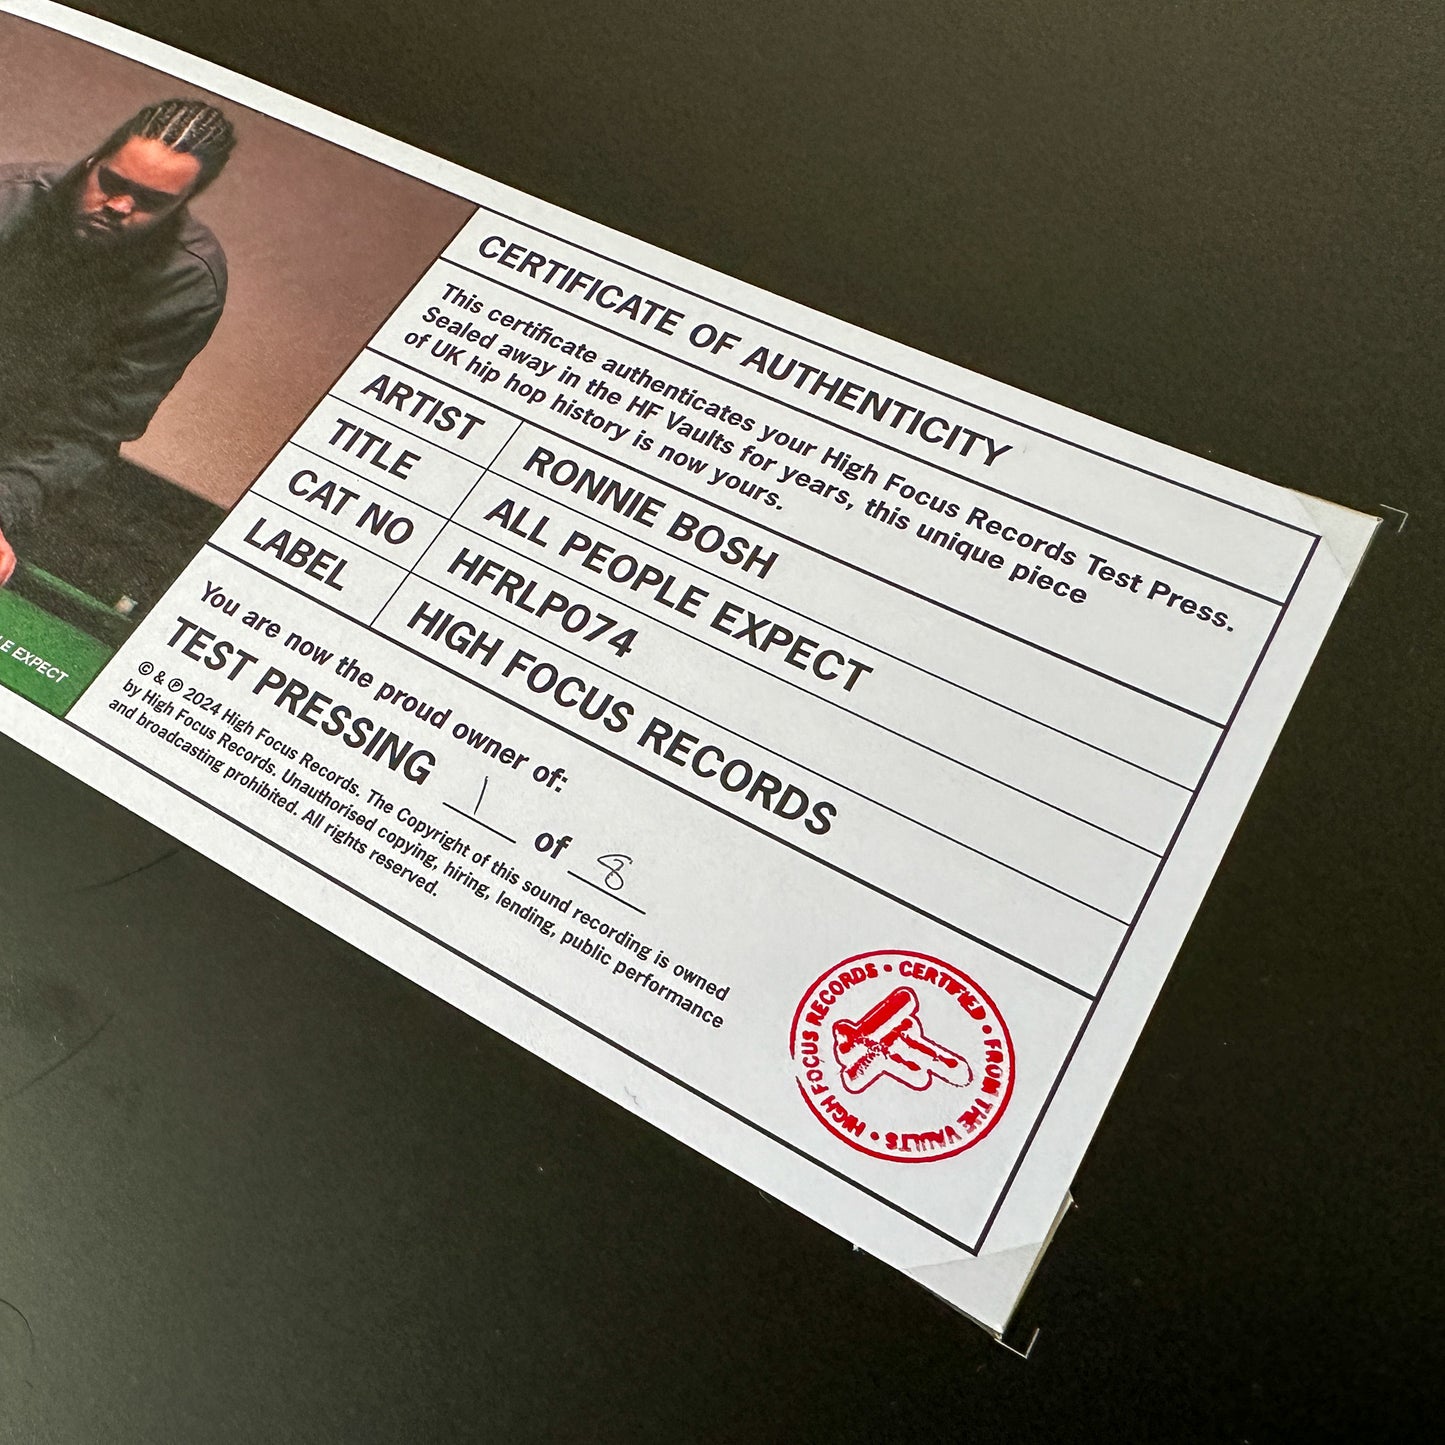 CERTIFICATE OF AUTHENTICITY
This certificate authenticates your High Focus Records Test Press.
Sealed away in the HF Vaults for years, this unique piece
of UK hip hop history is now yours.
ARTIST RONNIE BOSH
TITLE ALL PEOPLE EXPECT
CAT NO HFRLP074
LABEL HIGH FOCUS RECORDS
You are now the proud owner of:
TEST PRESSING 1 of 8
© & ℗ 2024 High Focus Records. The Copyright of this sound recording is owned
by High Focus Records. Unauthorised copying, hiring, lending, public performance
and broadcasting prohibited. All rights reserved.
HIGH FOCUS RECORDS • CERTIFIED • FROM THE VAULTS •
LE EXPECT